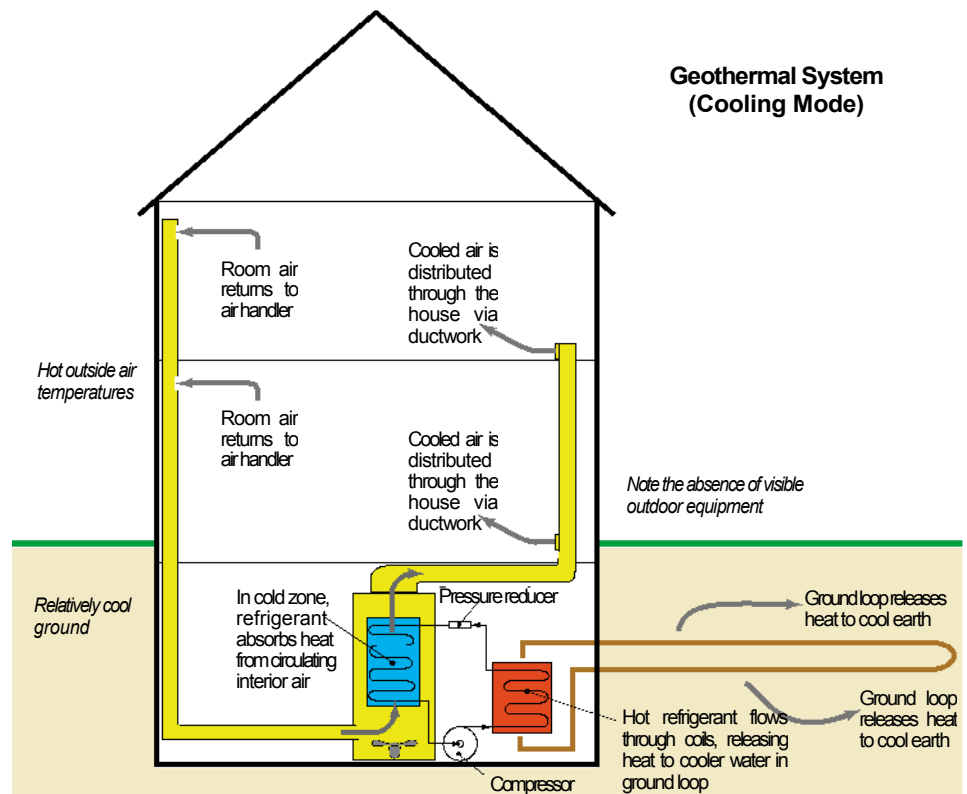 Geothermal System
(Cooling Mode)
Room air
returns to
air handler
Cooled air is
distributed
through the
house via
ductwork
Hot outside air
temperatures
Room air
returns to
air handler
Cooled air is
distributed
through the
house via
ductwork
Note the absence of visible
outdoor equipment
Relatively cool
ground
In cold zone,
refrigerant
absorbs heat
from circulating
interior air
Pressure reducer
Ground loop releases
heat to cool earth
Ground loop
releases heat
to cool earth
Hot refrigerant flows
through coils, releasing
heat to cooler water in
ground loop
Compressor